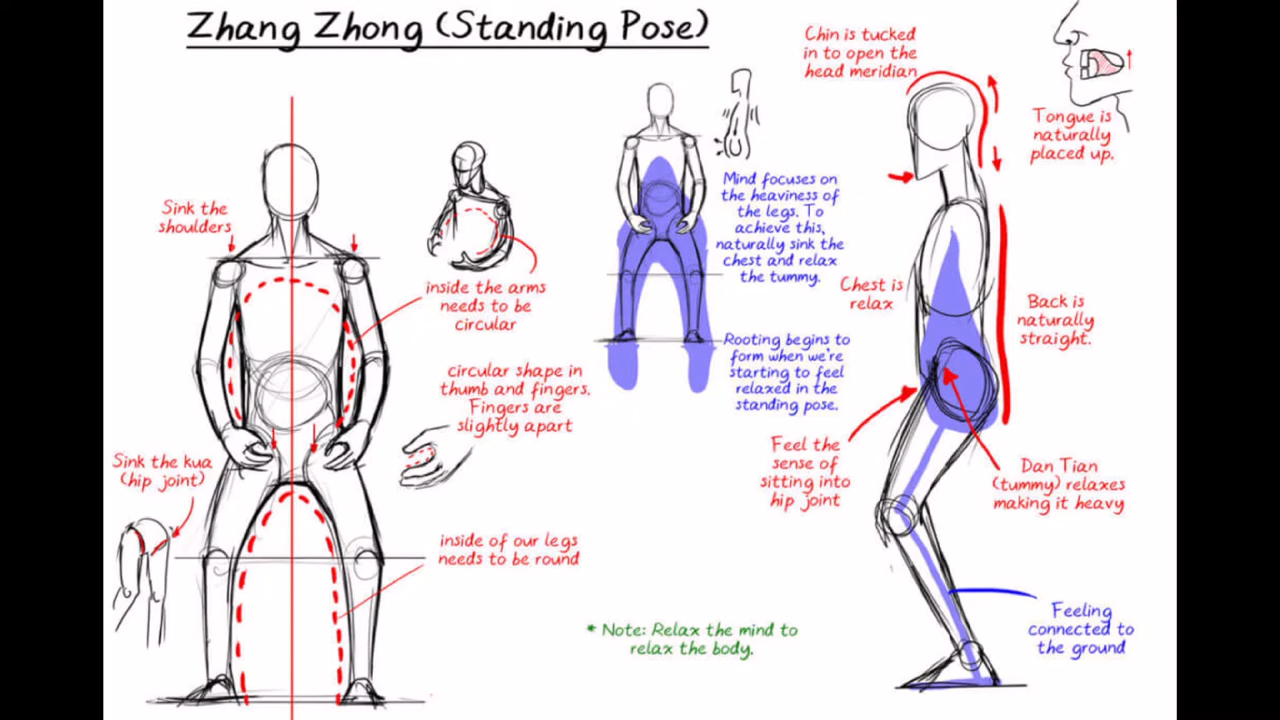 Zhang Zhong (Standing Pose)
Chin is tucked
in to open the
head meridian
Tongue is
naturally
placed up.
Sink the
shoulders
inside the arms
needs to be
circular
Mind focuses on
the heaviness of
the legs. To
achieve this,
naturally sink the
chest and relax
the tummy.
Chest is
relax
Back is
naturally
straight.
circular shape in
thumb and fingers.
Fingers are
slightly apart
Rooting begins to
form when we're
starting to feel
relaxed in the
standing pose.
Sink the kua
(hip joint)
Feel the
sense of
sitting into
hip joint
Dan Tian
(tummy) relaxes
making it heavy
inside of our legs
needs to be round
* Note: Relax the mind to
relax the body.
Feeling
connected to
the ground